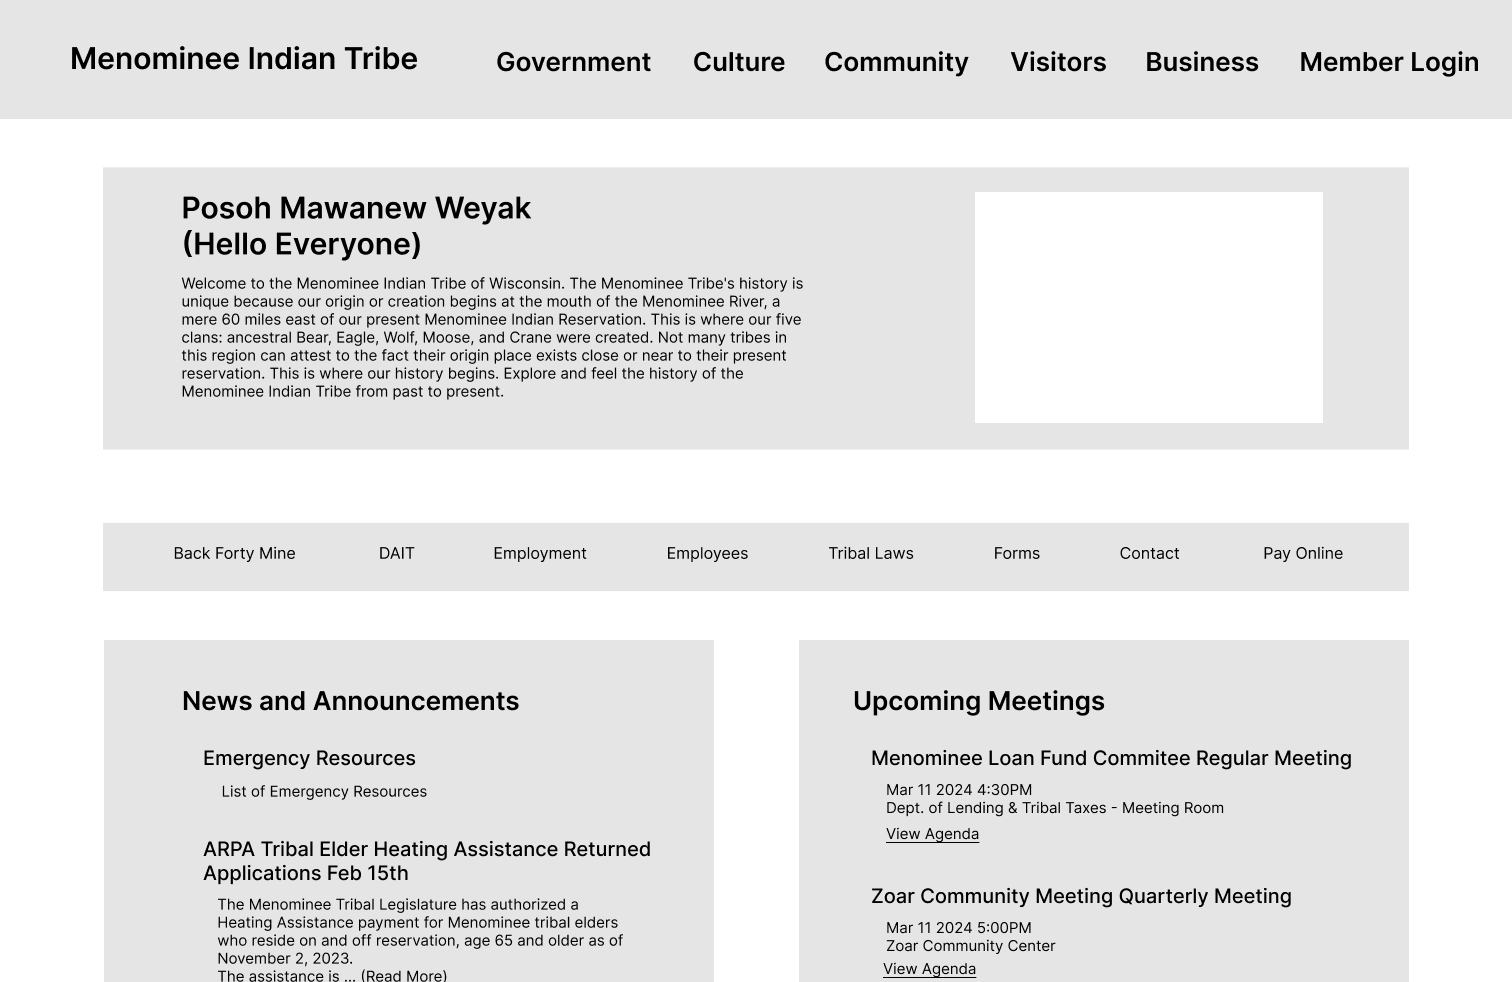 Menominee Indian Tribe
Government Culture Community Visitors Business Member Login
Posoh Mawanew Weyak
(Hello Everyone)
Welcome to the Menominee Indian Tribe of Wisconsin. The Menominee Tribe's history is
unique because our origin or creation begins at the mouth of the Menominee River, a
mere 60 miles east of our present Menominee Indian Reservation. This is where our five
clans: ancestral Bear, Eagle, Wolf, Moose, and Crane were created. Not many tribes in
this region can attest to the fact their origin place exists close or near to their present
reservation. This is where our history begins. Explore and feel the history of the
Menominee Indian Tribe from past to present.
Back Forty Mine DAIT Employment Employees Tribal Laws Forms Contact Pay Online
News and Announcements
Emergency Resources
List of Emergency Resources
ARPA Tribal Elder Heating Assistance Returned
Applications Feb 15th
The Menominee Tribal Legislature has authorized a
Heating Assistance payment for Menominee tribal elders
who reside on and off reservation, age 65 and older as of
November 2, 2023.
The assistance is ... (Read More)
Upcoming Meetings
Menominee Loan Fund Commitee Regular Meeting
Mar 11 2024 4:30PM
Dept. of Lending & Tribal Taxes - Meeting Room
View Agenda
Zoar Community Meeting Quarterly Meeting
Mar 11 2024 5:00PM
Zoar Community Center
View Agenda